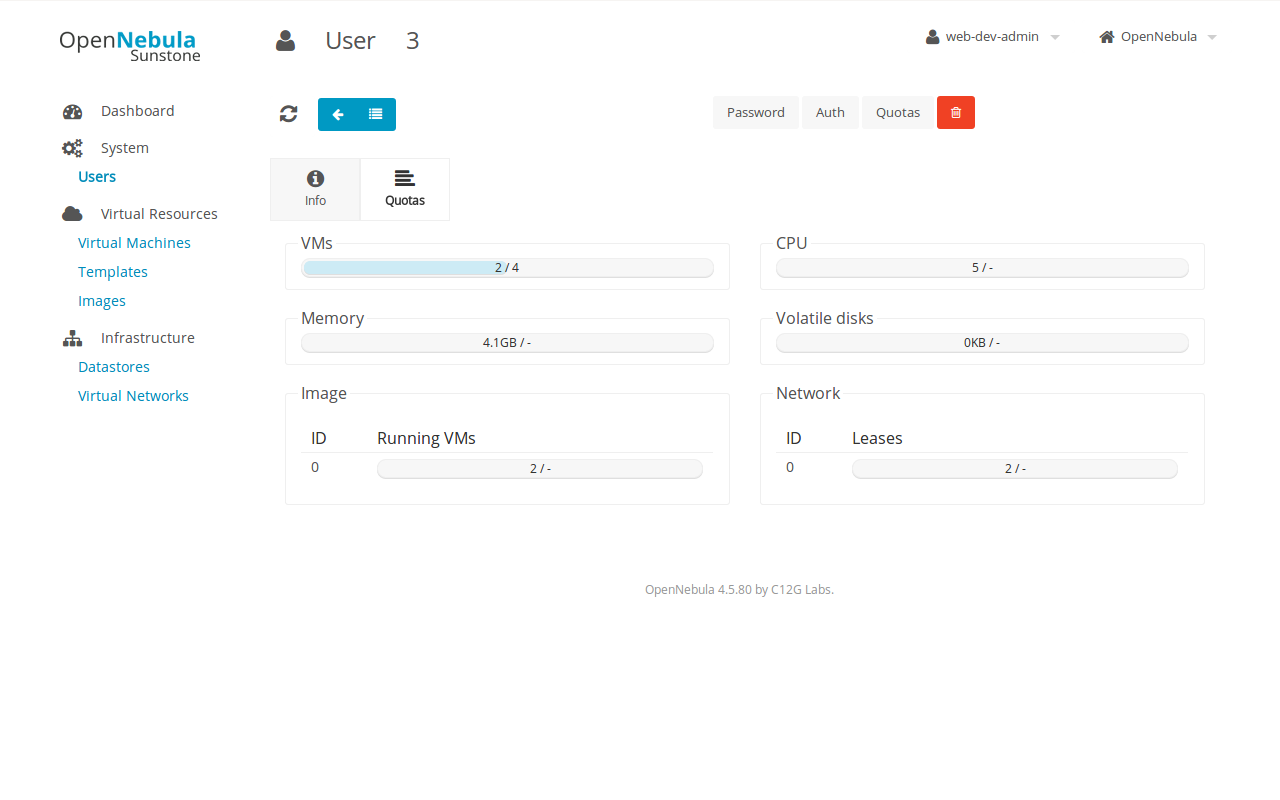 OpenNebula
Sunstone
User 3
web-dev-admin
OpenNebula
Dashboard
System
Users
Virtual Resources
Virtual Machines
Templates
Images
Infrastructure
Datastores
Virtual Networks
Password
Auth
Quotas
Info
Quotas
VMs
2 / 4
CPU
5 / -
Memory
4.1GB / -
Volatile disks
0KB / -
Image
ID Running VMs
0 2 / -
Network
ID Leases
0 2 / -
OpenNebula 4.5.80 by C12G Labs.